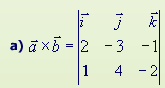 i⃗ j⃗ k⃗
a) a⃗ × b⃗ = 2 -3 -1
1 4 -2